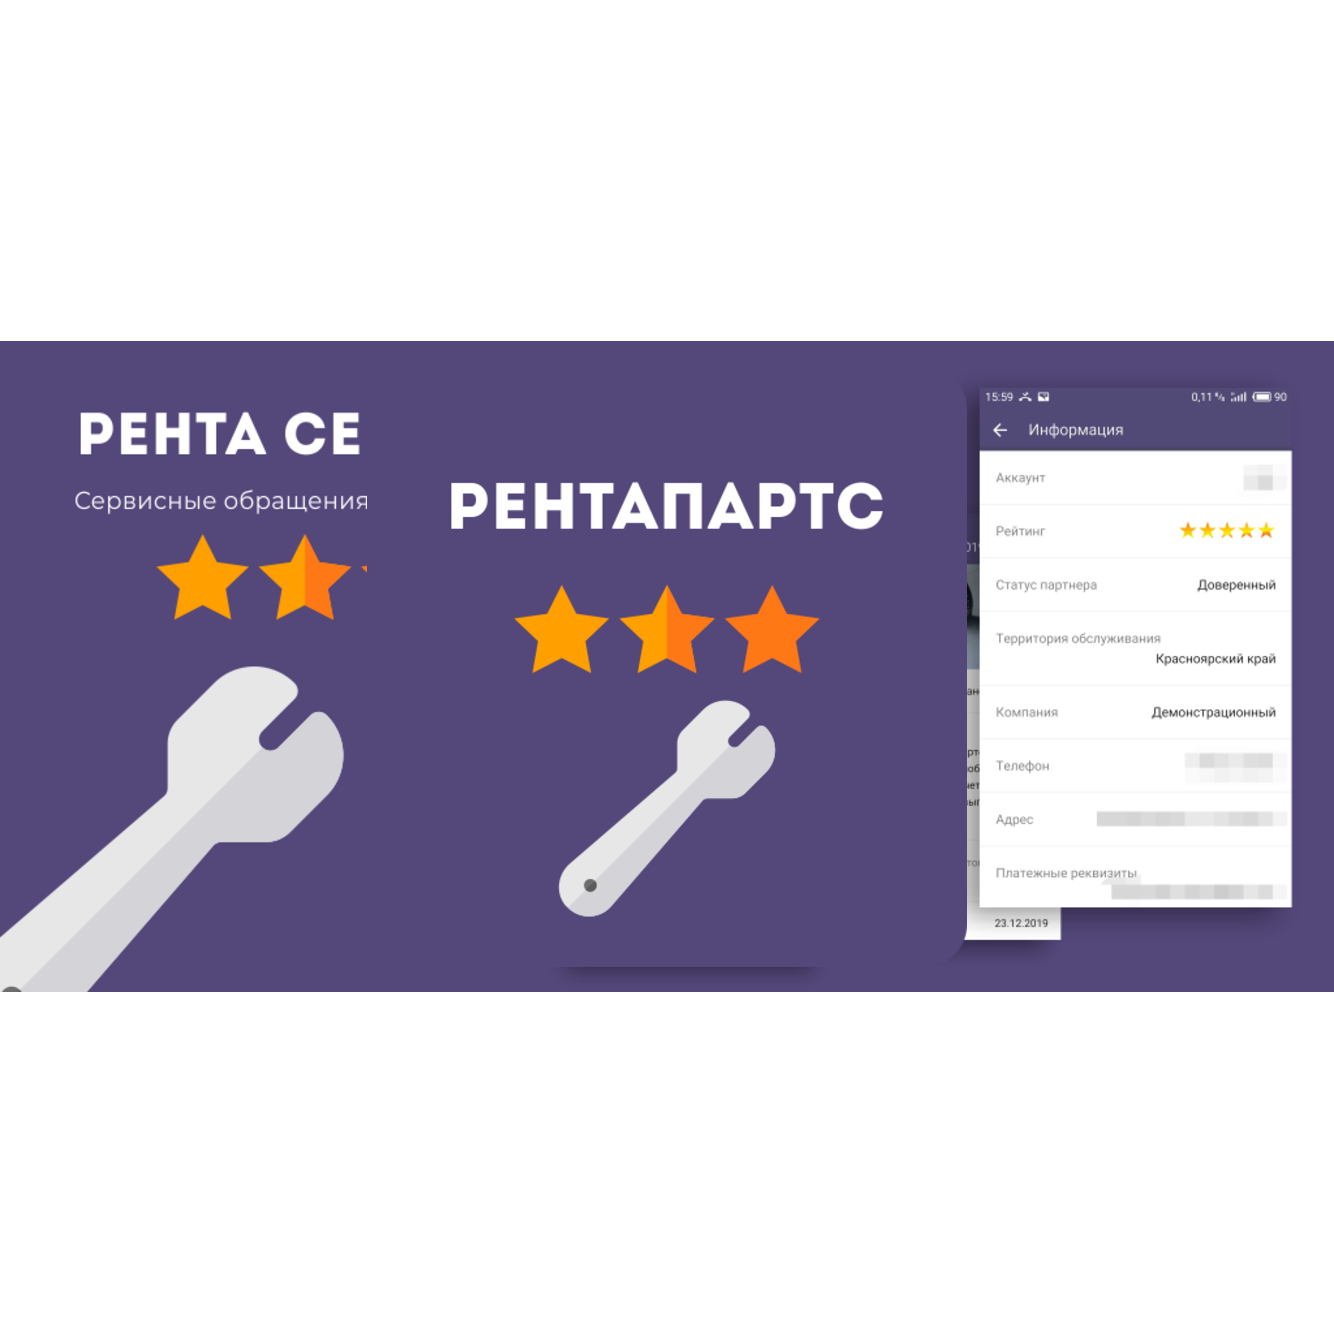 РЕНТА СЕ
Сервисные обращения
РЕНТАПАРТС
15:59
0,11 ᴷ/s
90
Информация
Аккаунт
Рейтинг
Статус партнера
Доверенный
Территория обслуживания
Красноярский край
Компания
Демонстрационный
Телефон
Адрес
Платежные реквизиты
23.12.2019